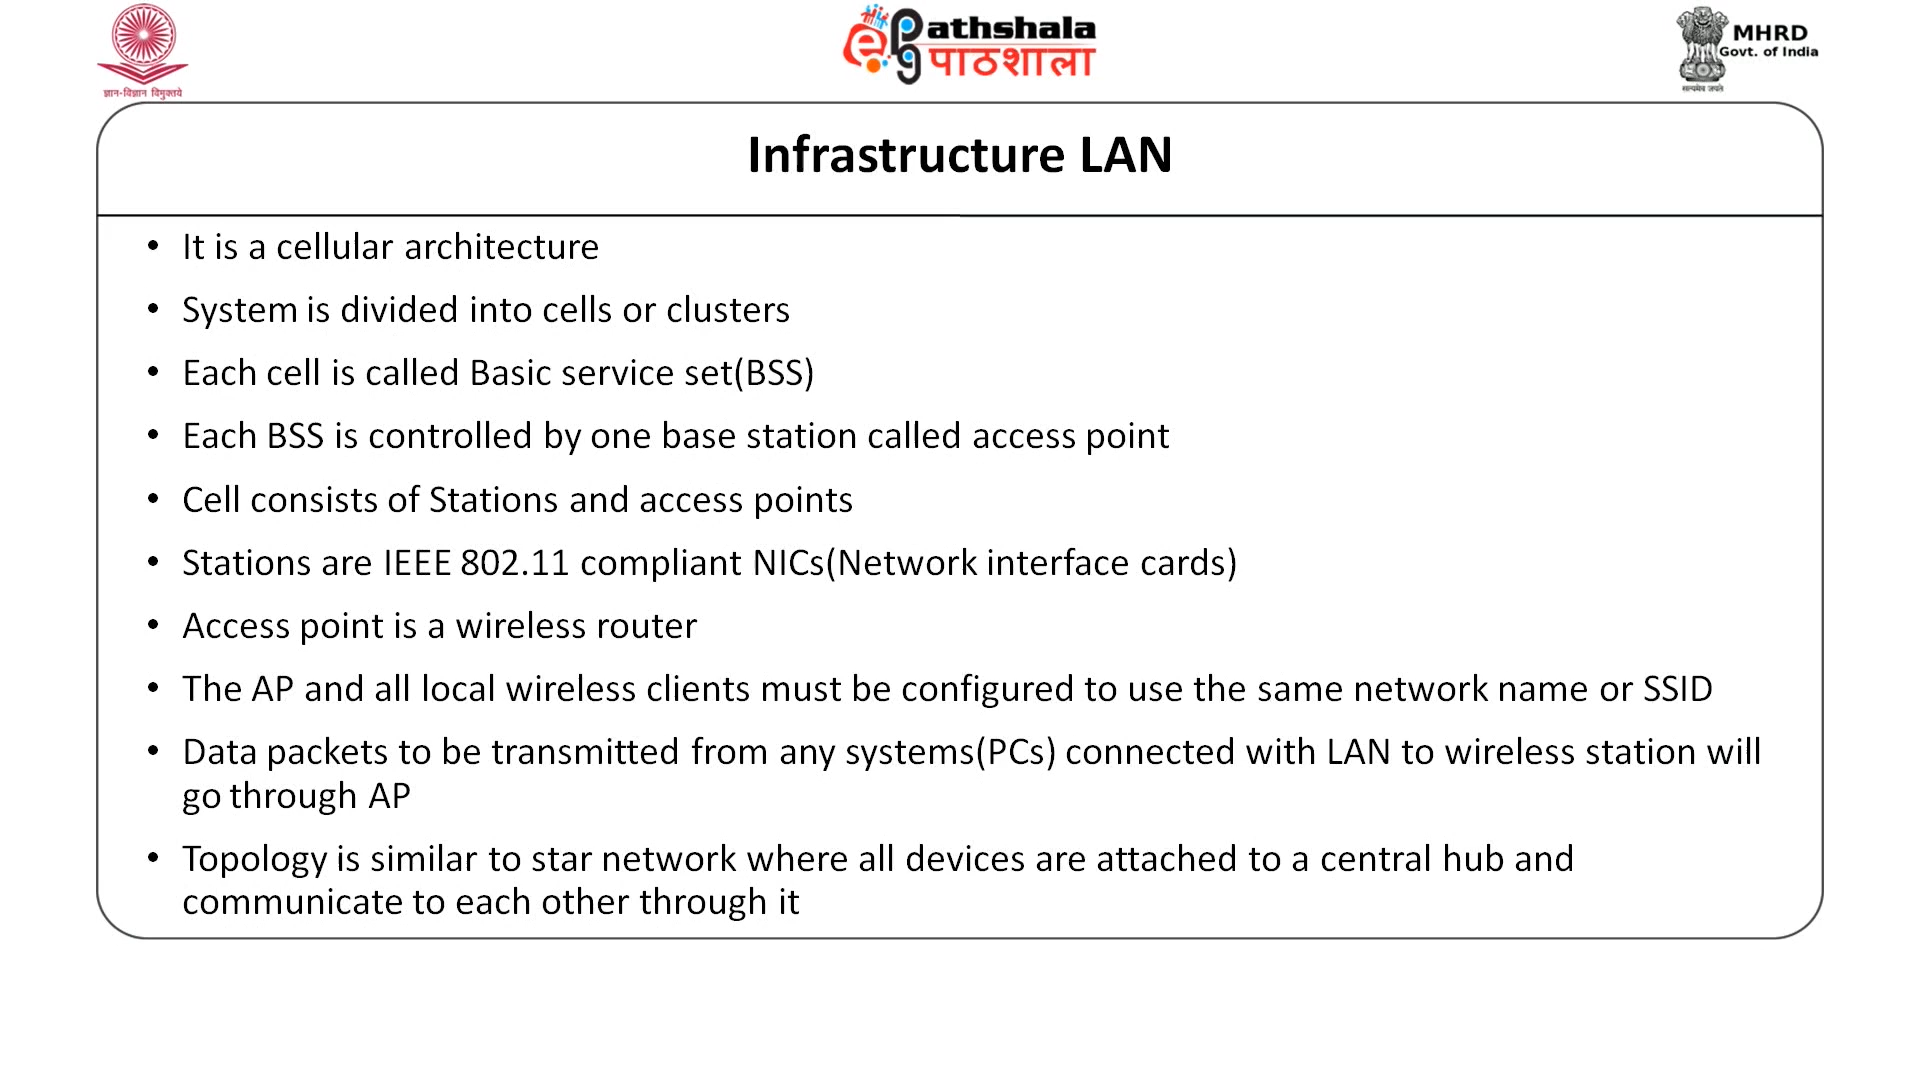 ज्ञान-विज्ञान विमुक्तये
ePG Pathshala
पाठशाला
MHRD
Govt. of India
सत्यमेव जयते
Infrastructure LAN
• It is a cellular architecture
• System is divided into cells or clusters
• Each cell is called Basic service set(BSS)
• Each BSS is controlled by one base station called access point
• Cell consists of Stations and access points
• Stations are IEEE 802.11 compliant NICs(Network interface cards)
• Access point is a wireless router
• The AP and all local wireless clients must be configured to use the same network name or SSID
• Data packets to be transmitted from any systems(PCs) connected with LAN to wireless station will
go through AP
• Topology is similar to star network where all devices are attached to a central hub and
communicate to each other through it